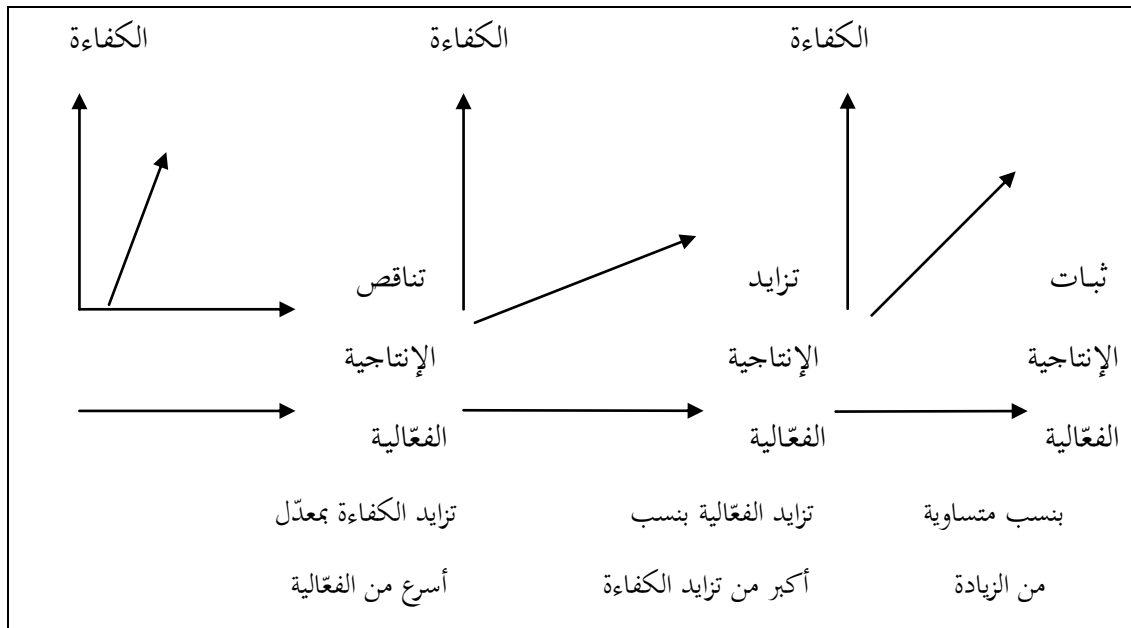 الكفاءة الكفاءة الكفاءة
ثبات تزايد تناقص
الإنتاجية الإنتاجية الإنتاجية
الفعّالية الفعّالية الفعّالية
بنسب متساوية تزايد الفعّالية بنسب تزايد الكفاءة بمعدّل
من الزيادة أكبر من تزايد الكفاءة أسرع من الفعّالية